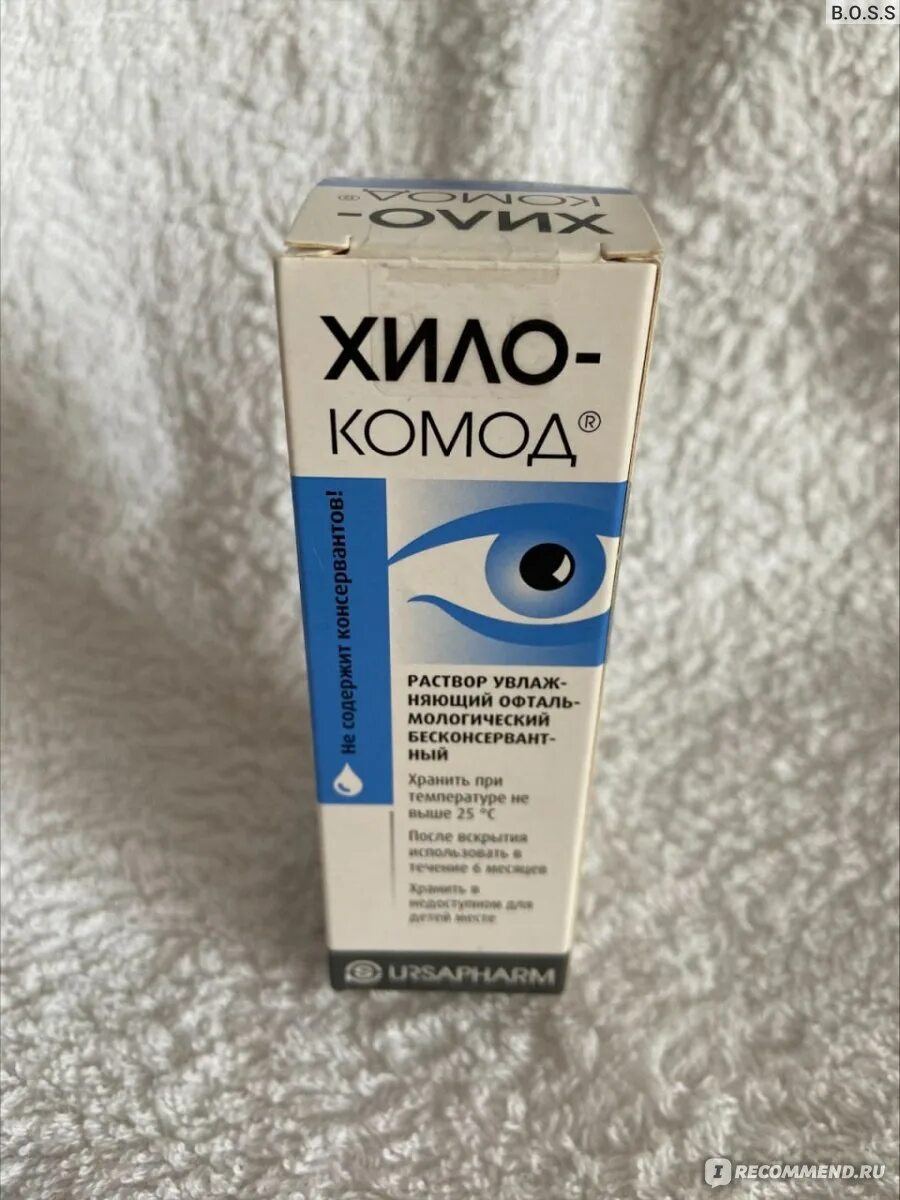 B.O.S.S
ХИЛО-
КОМОД®
ХИЛО-
КОМОД®
Не содержит консервантов!
РАСТВОР УВЛАЖ-
НЯЮЩИЙ ОФТАЛЬ-
МОЛОГИЧЕСКИЙ
БЕСКОНСЕРВАНТ-
НЫЙ
Хранить при
температуре не
выше 25 °C
После вскрытия
использовать в
течение 6 месяцев
Хранить в
недоступном для
детей месте
URSAPHARM
IRECOMMEND.RU